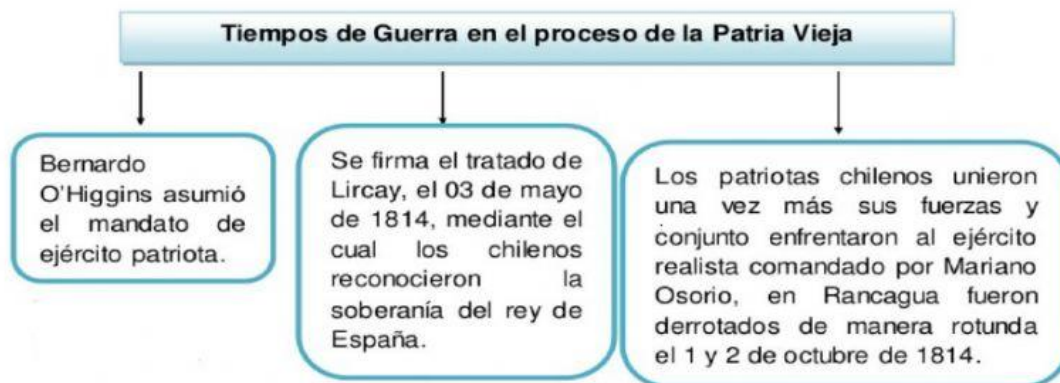 Tiempos de Guerra en el proceso de la Patria Vieja
Bernardo
O'Higgins asumió
el mandato de
ejército patriota.
Se firma el tratado de
Lircay, el 03 de mayo
de 1814, mediante el
cual los chilenos
reconocieron la
soberanía del rey de
España.
Los patriotas chilenos unieron
una vez más sus fuerzas y
conjunto enfrentaron al ejército
realista comandado por Mariano
Osorio, en Rancagua fueron
derrotados de manera rotunda
el 1 y 2 de octubre de 1814.